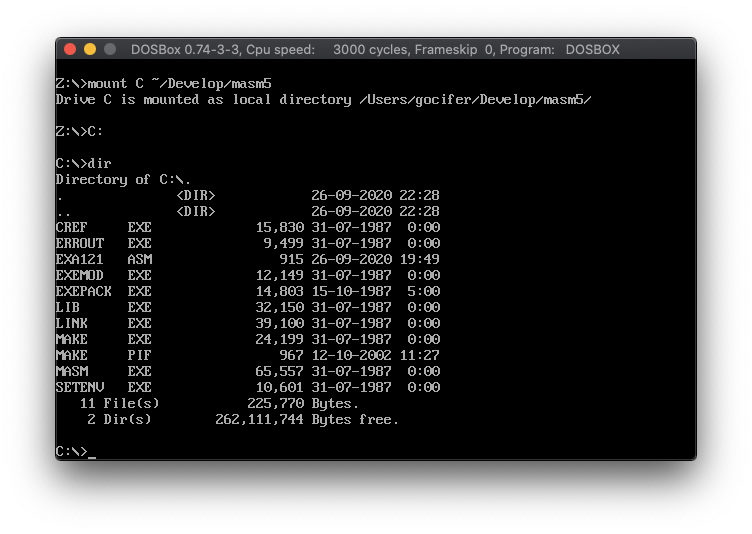 DOSBox 0.74-3-3, Cpu speed:    3000 cycles, Frameskip  0, Program:   DOSBOX
Z:\>mount C ~/Develop/masm5
Drive C is mounted as local directory /Users/gocifer/Develop/masm5/
Z:\>C:
C:\>dir
Directory of C:\.
.              <DIR>            26-09-2020 22:28
..             <DIR>            26-09-2020 22:28
CREF     EXE             15,830 31-07-1987  0:00
ERROUT   EXE              9,499 31-07-1987  0:00
EXA121   ASM                915 26-09-2020 19:49
EXEMOD   EXE             12,149 31-07-1987  0:00
EXEPACK  EXE             14,803 15-10-1987  5:00
LIB      EXE             32,150 31-07-1987  0:00
LINK     EXE             39,100 31-07-1987  0:00
MAKE     EXE             24,199 31-07-1987  0:00
MAKE     PIF                967 12-10-2002 11:27
MASM     EXE             65,557 31-07-1987  0:00
SETENV   EXE             10,601 31-07-1987  0:00
   11 File(s)           225,770 Bytes.
    2 Dir(s)        262,111,744 Bytes free.
C:\>_